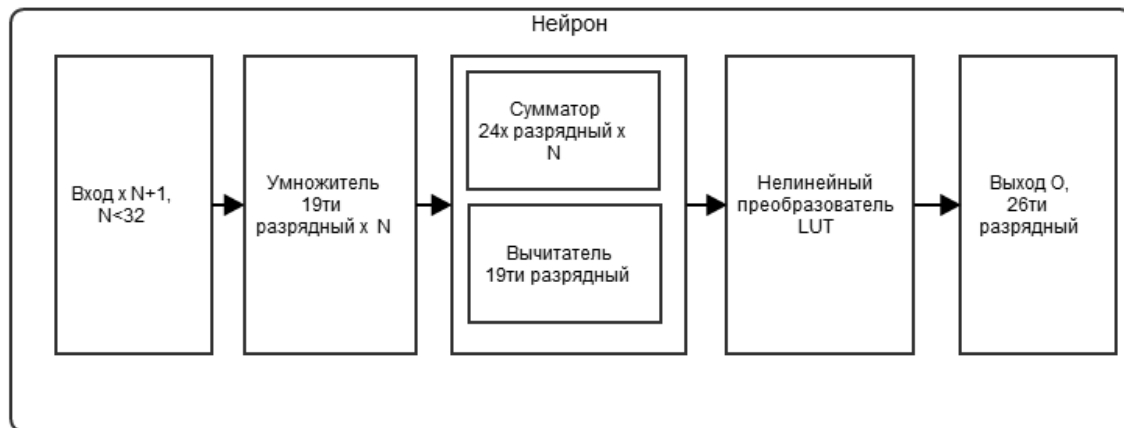 Нейрон
Вход x N+1,
N<32
Умножитель
19ти
разрядный x N
Сумматор
24х разрядный x
N
Вычитатель
19ти разрядный
Нелинейный
преобразователь
LUT
Выход O,
26ти
разрядный